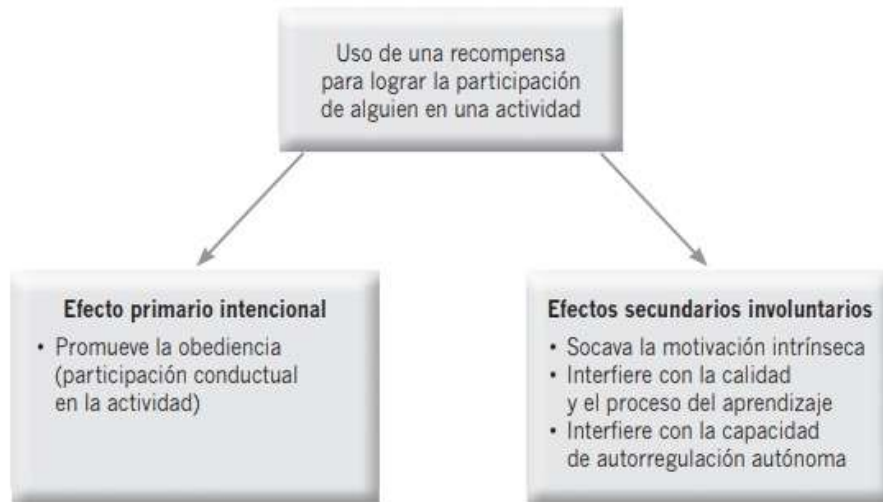 Uso de una recompensa
para lograr la participación
de alguien en una actividad
Efecto primario intencional
• Promueve la obediencia
(participación conductual
en la actividad)
Efectos secundarios involuntarios
• Socava la motivación intrínseca
• Interfiere con la calidad
y el proceso del aprendizaje
• Interfiere con la capacidad
de autorregulación autónoma